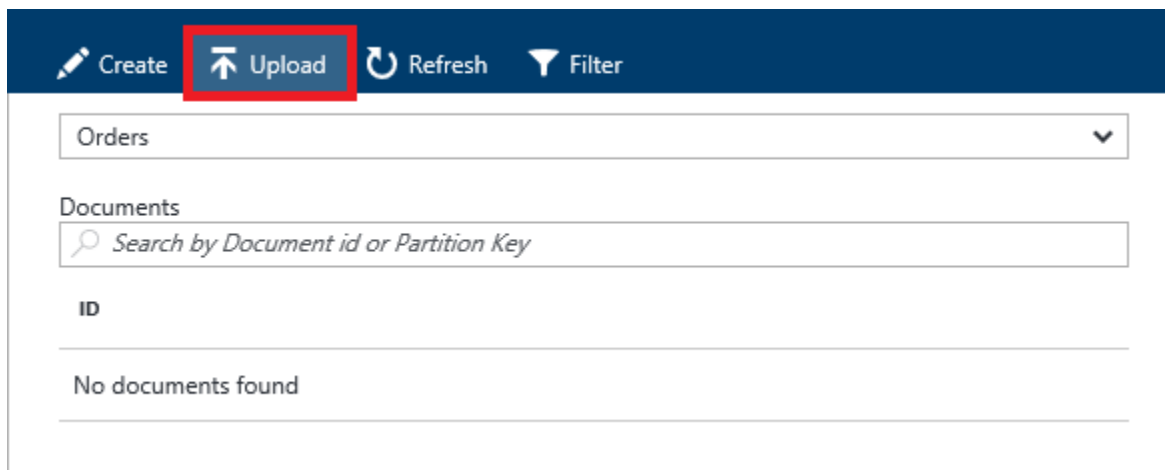 Create Upload Refresh Filter
Orders
Documents
Search by Document id or Partition Key
ID
No documents found